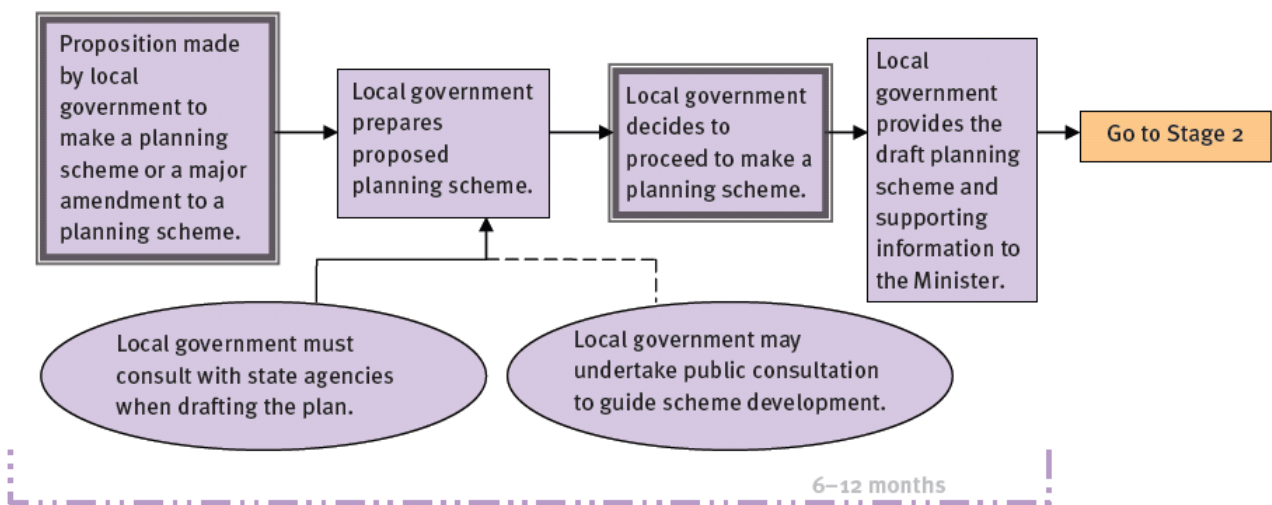 Proposition made
by local
government to
make a planning
scheme or a major
amendment to a
planning scheme.
Local government
prepares
proposed
planning scheme.
Local government
decides to
proceed to make a
planning scheme.
Local
government
provides the
draft planning
scheme and
supporting
information to
the Minister.
Go to Stage 2
Local government must
consult with state agencies
when drafting the plan.
Local government may
undertake public consultation
to guide scheme development.
6–12 months